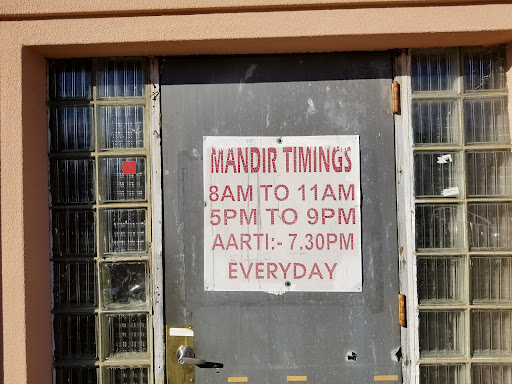 MANDIR TIMINGS
8AM TO 11AM
5PM TO 9PM
AARTI:- 7.30PM
EVERYDAY